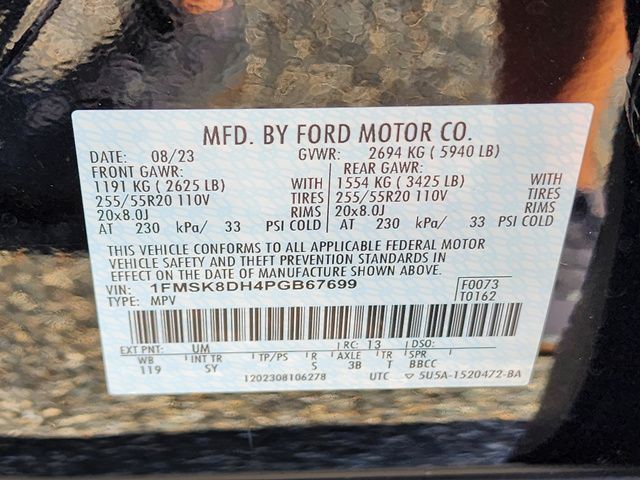 MFD. BY FORD MOTOR CO.
DATE: 08/23 GVWR: 2694 KG ( 5940 LB)
FRONT GAWR: REAR GAWR:
1191 KG ( 2625 LB) WITH 1554 KG ( 3425 LB) WITH
255/55R20 110V TIRES 255/55R20 110V TIRES
20x8.0J RIMS 20x8.0J RIMS
AT 230 kPa/ 33 PSI COLD AT 230 kPa/ 33 PSI COLD
THIS VEHICLE CONFORMS TO ALL APPLICABLE FEDERAL MOTOR
VEHICLE SAFETY AND THEFT PREVENTION STANDARDS IN
EFFECT ON THE DATE OF MANUFACTURE SHOWN ABOVE.
VIN: 1FMSK8DH4PGB67699 F0073
TYPE: MPV T0162
EXT PNT: UM RC: 13 DSO:
WB INT TR TP/PS R AXLE TR SPR
119 SY S 3B T BBCC
1202308106278 UTC ▽ 5U5A-1520472-BA